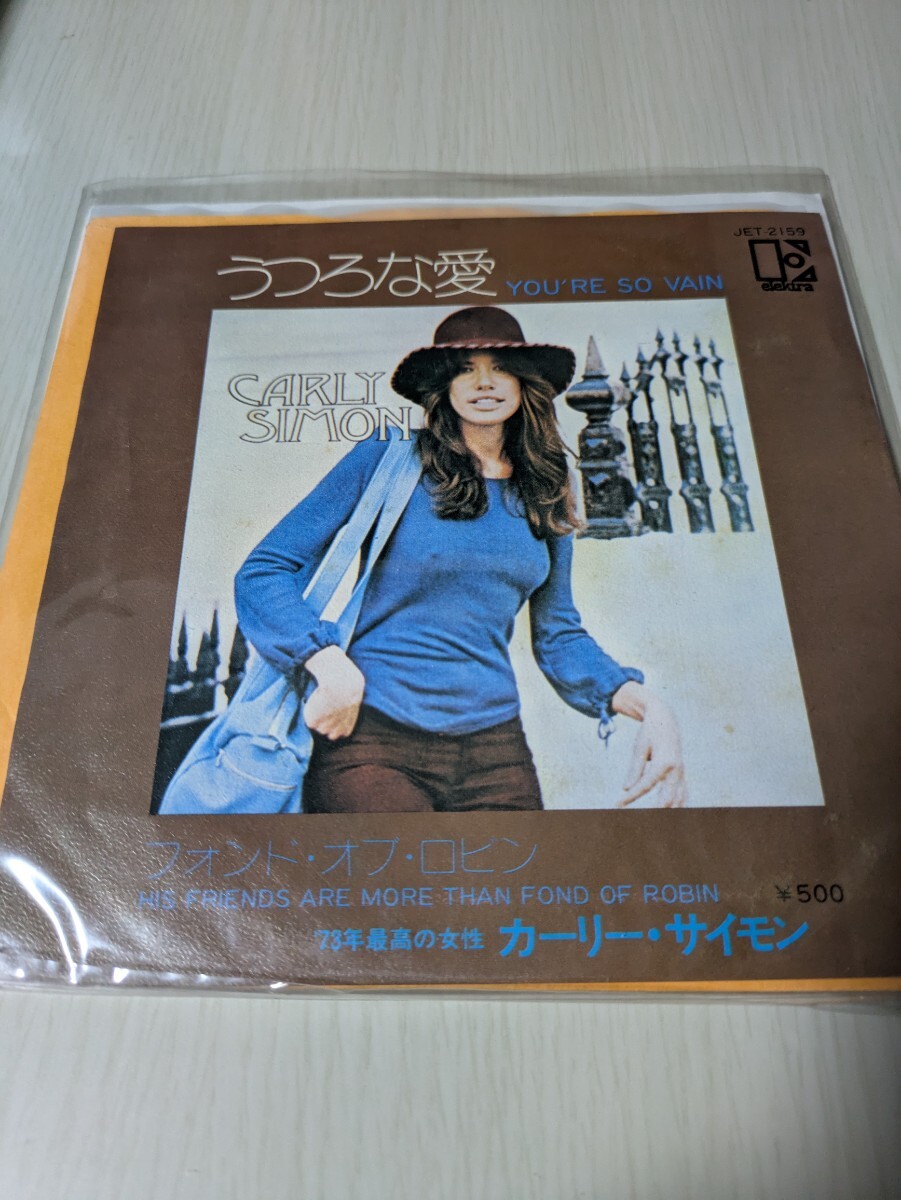 JET-2159
elektra
うつろな愛 YOU'RE SO VAIN
CARLY
SIMON
フォンド・オブ・ロビン
HIS FRIENDS ARE MORE THAN FOND OF ROBIN ¥500
'73年最高の女性 カーリー・サイモン